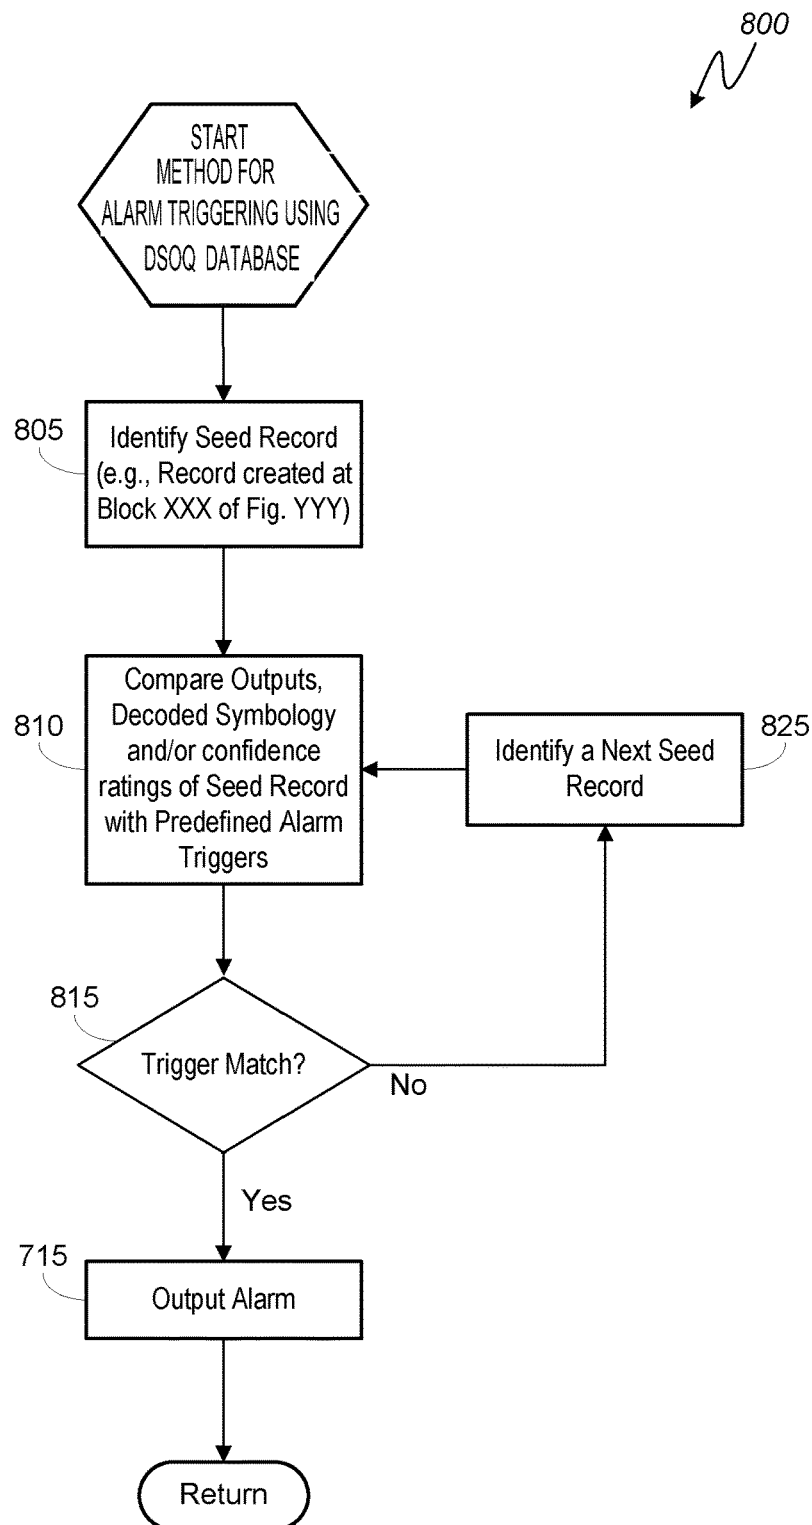 800
START
METHOD FOR
ALARM TRIGGERING USING
DSOQ DATABASE
805
Identify Seed Record
(e.g., Record created at
Block XXX of Fig. YYY)
810
Compare Outputs,
Decoded Symbology
and/or confidence
ratings of Seed Record
with Predefined Alarm
Triggers
825
Identify a Next Seed
Record
815
Trigger Match?
No
Yes
715
Output Alarm
Return